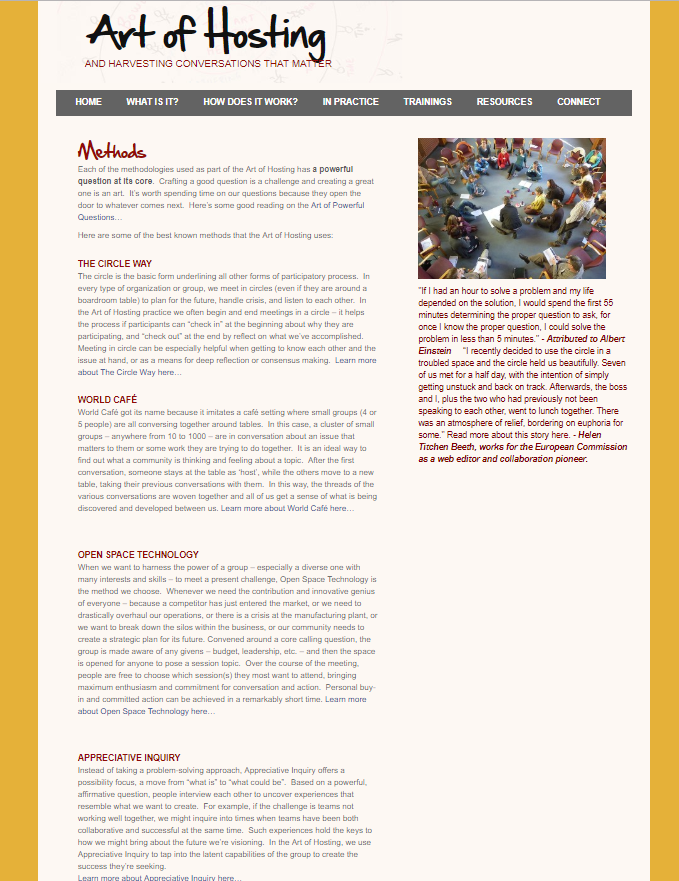 Art of Hosting
AND HARVESTING CONVERSATIONS THAT MATTER
HOME WHAT IS IT? HOW DOES IT WORK? IN PRACTICE TRAININGS RESOURCES CONNECT
Methods
Each of the methodologies used as part of the Art of Hosting has a powerful
question at its core. Crafting a good question is a challenge and creating a great
one is an art. It's worth spending time on our questions because they open the
door to whatever comes next. Here's some good reading on the Art of Powerful
Questions…
Here are some of the best known methods that the Art of Hosting uses:
THE CIRCLE WAY
The circle is the basic form underlining all other forms of participatory process. In
every type of organization or group, we meet in circles (even if they are around a
boardroom table) to plan for the future, handle crisis, and listen to each other. In
the Art of Hosting practice we often begin and end meetings in a circle – it helps
the process if participants can "check in" at the beginning about why they are
participating, and "check out" at the end by reflect on what we've accomplished.
Meeting in circle can be especially helpful when getting to know each other and the
issue at hand, or as a means for deep reflection or consensus making. Learn more
about The Circle Way here…
WORLD CAFÉ
World Café got its name because it imitates a café setting where small groups (4 or
5 people) are all conversing together around tables. In this case, a cluster of small
groups – anywhere from 10 to 1000 – are in conversation about an issue that
matters to them or some work they are trying to do together. It is an ideal way to
find out what a community is thinking and feeling about a topic. After the first
conversation, someone stays at the table as 'host', while the others move to a new
table, taking their previous conversations with them. In this way, the threads of the
various conversations are woven together and all of us get a sense of what is being
discovered and developed between us. Learn more about World Café here…
OPEN SPACE TECHNOLOGY
When we want to harness the power of a group – especially a diverse one with
many interests and skills – to meet a present challenge, Open Space Technology is
the method we choose. Whenever we need the contribution and innovative genius
of everyone – because a competitor has just entered the market, or we need to
drastically overhaul our operations, or there is a crisis at the manufacturing plant, or
we want to break down the silos within the business, or our community needs to
create a strategic plan for its future. Convened around a core calling question, the
group is made aware of any givens – budget, leadership, etc. – and then the space
is opened for anyone to pose a session topic. Over the course of the meeting,
people are free to choose which session(s) they most want to attend, bringing
maximum enthusiasm and commitment for conversation and action. Personal buy-
in and committed action can be achieved in a remarkably short time. Learn more
about Open Space Technology here…
APPRECIATIVE INQUIRY
Instead of taking a problem-solving approach, Appreciative Inquiry offers a
possibility focus, a move from "what is" to "what could be". Based on a powerful,
affirmative question, people interview each other to uncover experiences that
resemble what we want to create. For example, if the challenge is teams not
working well together, we might inquire into times when teams have been both
collaborative and successful at the same time. Such experiences hold the keys to
how we might bring about the future we're visioning. In the Art of Hosting, we use
Appreciative Inquiry to tap into the latent capabilities of the group to create the
success they're seeking.
Learn more about Appreciative Inquiry here…
"If I had an hour to solve a problem and my life
depended on the solution, I would spend the first 55
minutes determining the proper question to ask, for
once I know the proper question, I could solve the
problem in less than 5 minutes." - Attributed to Albert
Einstein "I recently decided to use the circle in a
troubled space and the circle held us beautifully. Seven
of us met for a half day, with the intention of simply
getting unstuck and back on track. Afterwards, the boss
and I, plus the two who had previously not been
speaking to each other, went to lunch together. There
was an atmosphere of relief, bordering on euphoria for
some." Read more about this story here. - Helen
Titchen Beeth, works for the European Commission
as a web editor and collaboration pioneer.